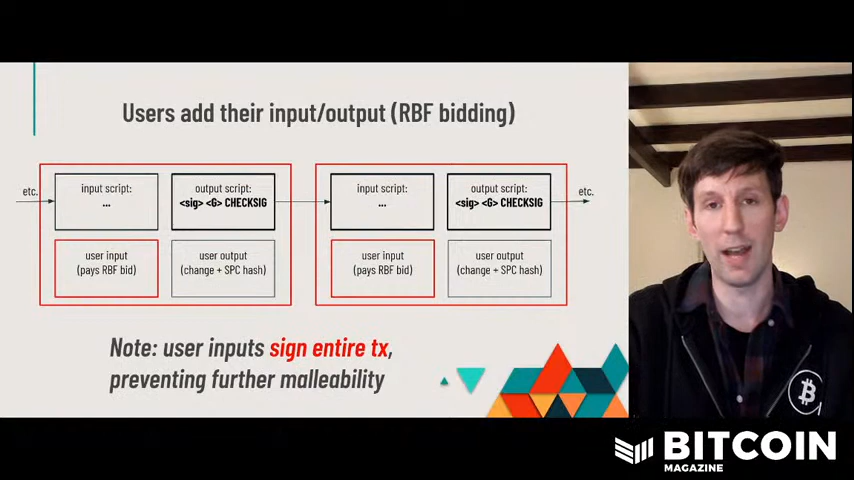 Users add their input/output (RBF bidding)
etc.
input script:
...
output script:
<sig> <G> CHECKSIG
input script:
...
output script:
<sig> <G> CHECKSIG
etc.
user input
(pays RBF bid)
user output
(change + SPC hash)
user input
(pays RBF bid)
user output
(change + SPC hash)
Note: user inputs sign entire tx,
preventing further malleability
BITCOIN
MAGAZINE